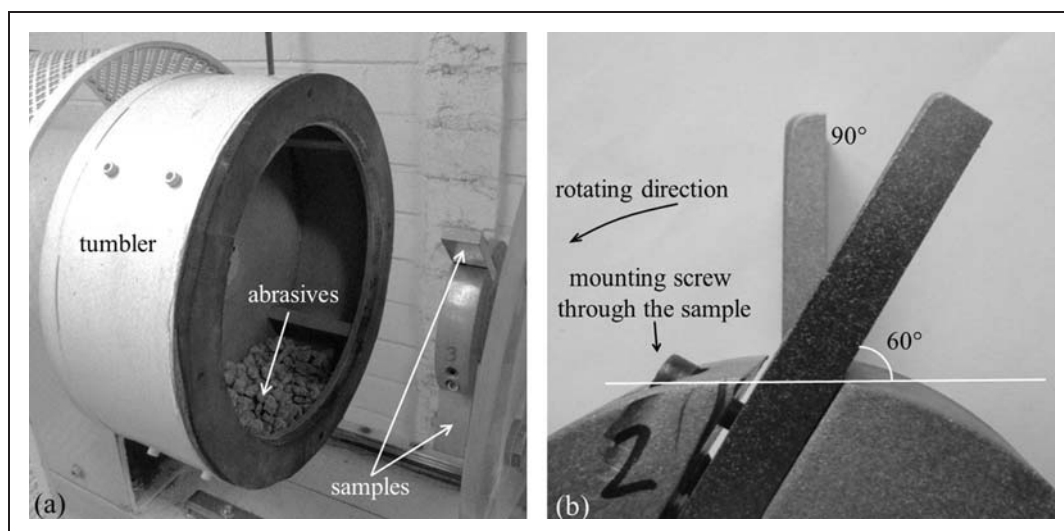 tumbler
abrasives
3
samples
(a)
90°
rotating direction
mounting screw
through the sample
60°
2
(b)